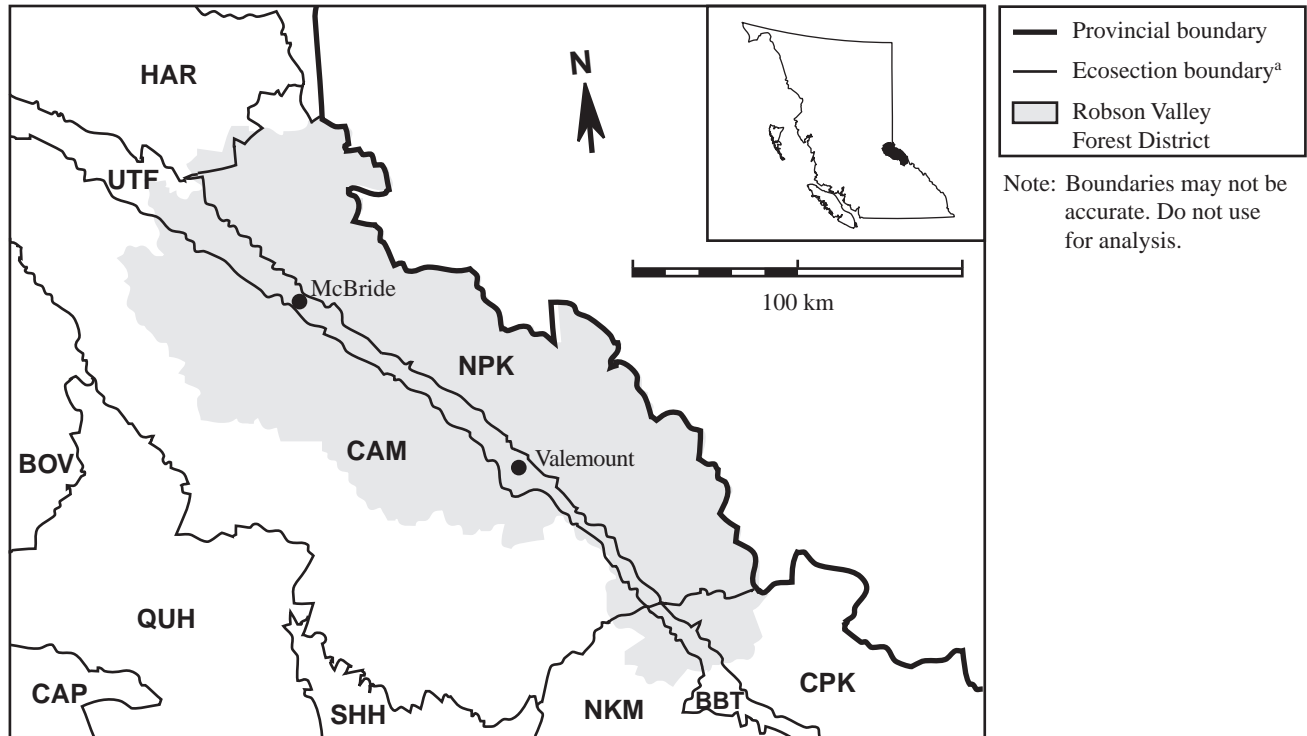 HAR
N
UTF
McBride
100 km
NPK
CAM
Valemount
BOV
QUH
CAP
SHH
NKM
BBT
CPK
Provincial boundary
Ecosection boundaryᵃ
Robson Valley
Forest District
Note: Boundaries may not be
accurate. Do not use
for analysis.